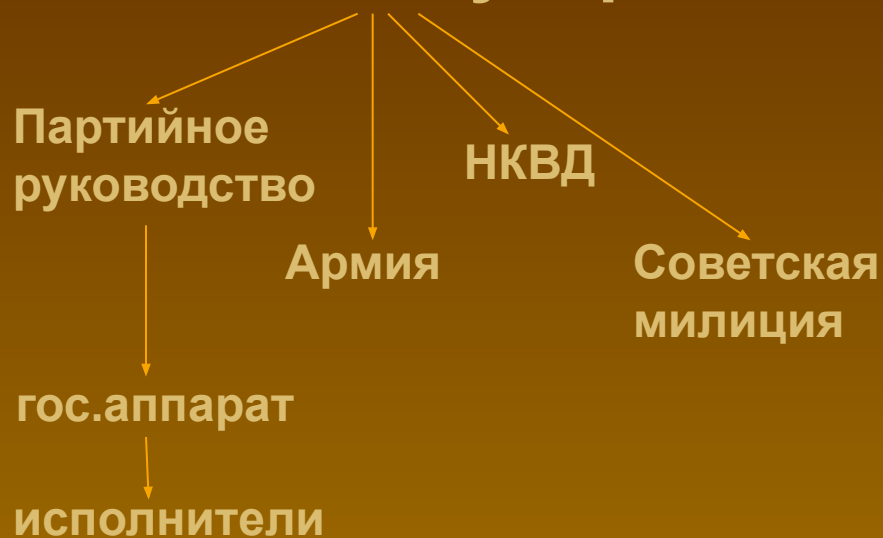 Партийное
руководство
НКВД
Армия
Советская
милиция
гос.аппарат
исполнители